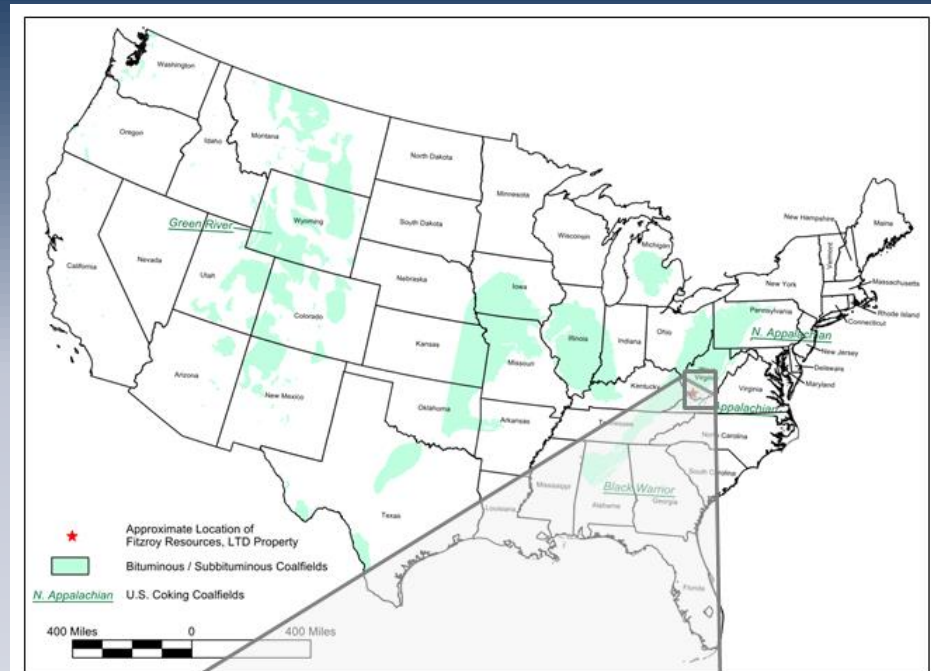 Washington
Oregon
Idaho
Montana
North Dakota
Minnesota
South Dakota
Wyoming
Green River
Wisconsin
Michigan
New Hampshire
Maine
Vermont
New York
Massachusetts
Rhode Island
Connecticut
Pennsylvania
N. Appalachian
New Jersey
Delaware
Maryland
California
Nevada
Utah
Colorado
Nebraska
Iowa
Illinois
Indiana
Ohio
Kansas
Missouri
Kentucky
Virgin
Virginia
Appalachian
Arizona
New Mexico
Oklahoma
Arkansas
Tennessee
North Carolina
South Carolina
Black Warrior
Mississippi
Alabama
Georgia
Texas
Louisiana
Florida
Approximate Location of
Fitzroy Resources, LTD Property
Bituminous / Subbituminous Coalfields
N. Appalachian U.S. Coking Coalfields
400 Miles 0 400 Miles